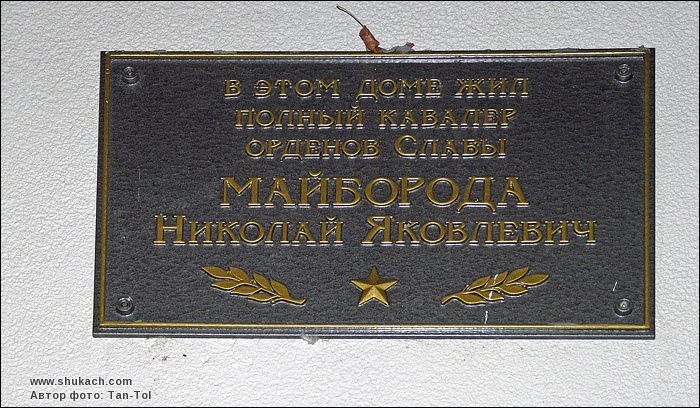 В ЭТОМ ДОМЕ ЖИЛ
ПОЛНЫЙ КАВАЛЕР
ОРДЕНОВ СЛАВЫ
МАЙБОРОДА
НИКОЛАЙ ЯКОВЛЕВИЧ
www.shukach.com
Автор фото: Tan-Tol